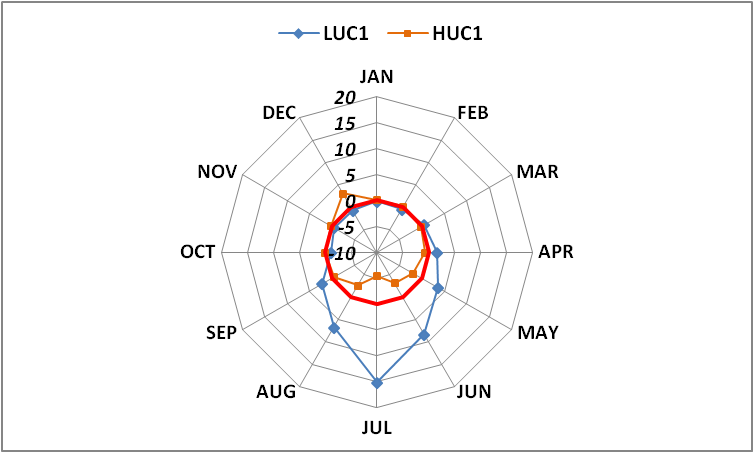 LUC1 HUC1
JAN
20
DEC FEB
15
10
NOV MAR
5
0
-5
OCT -10 APR
SEP MAY
AUG JUN
JUL